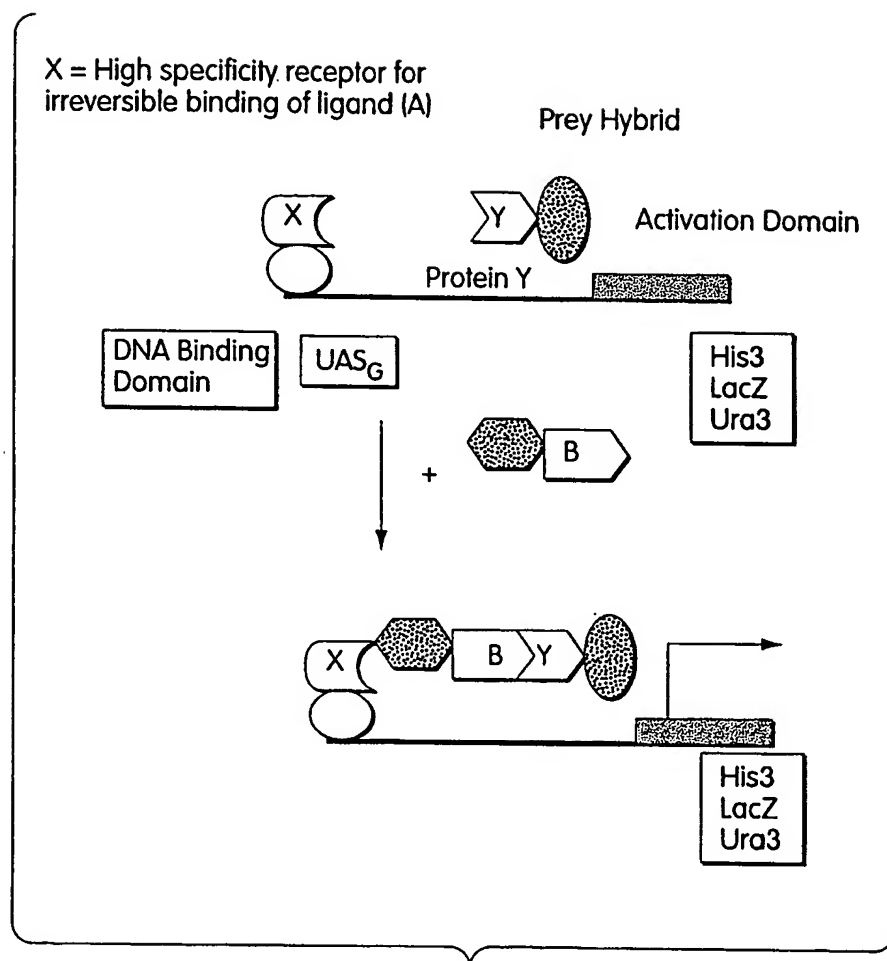 X = High specificity receptor for
irreversible binding of ligand (A)
Prey Hybrid
X
Y
Activation Domain
Protein Y
DNA Binding
Domain
UASG
His3
LacZ
Ura3
+
B
X
B
Y
His3
LacZ
Ura3